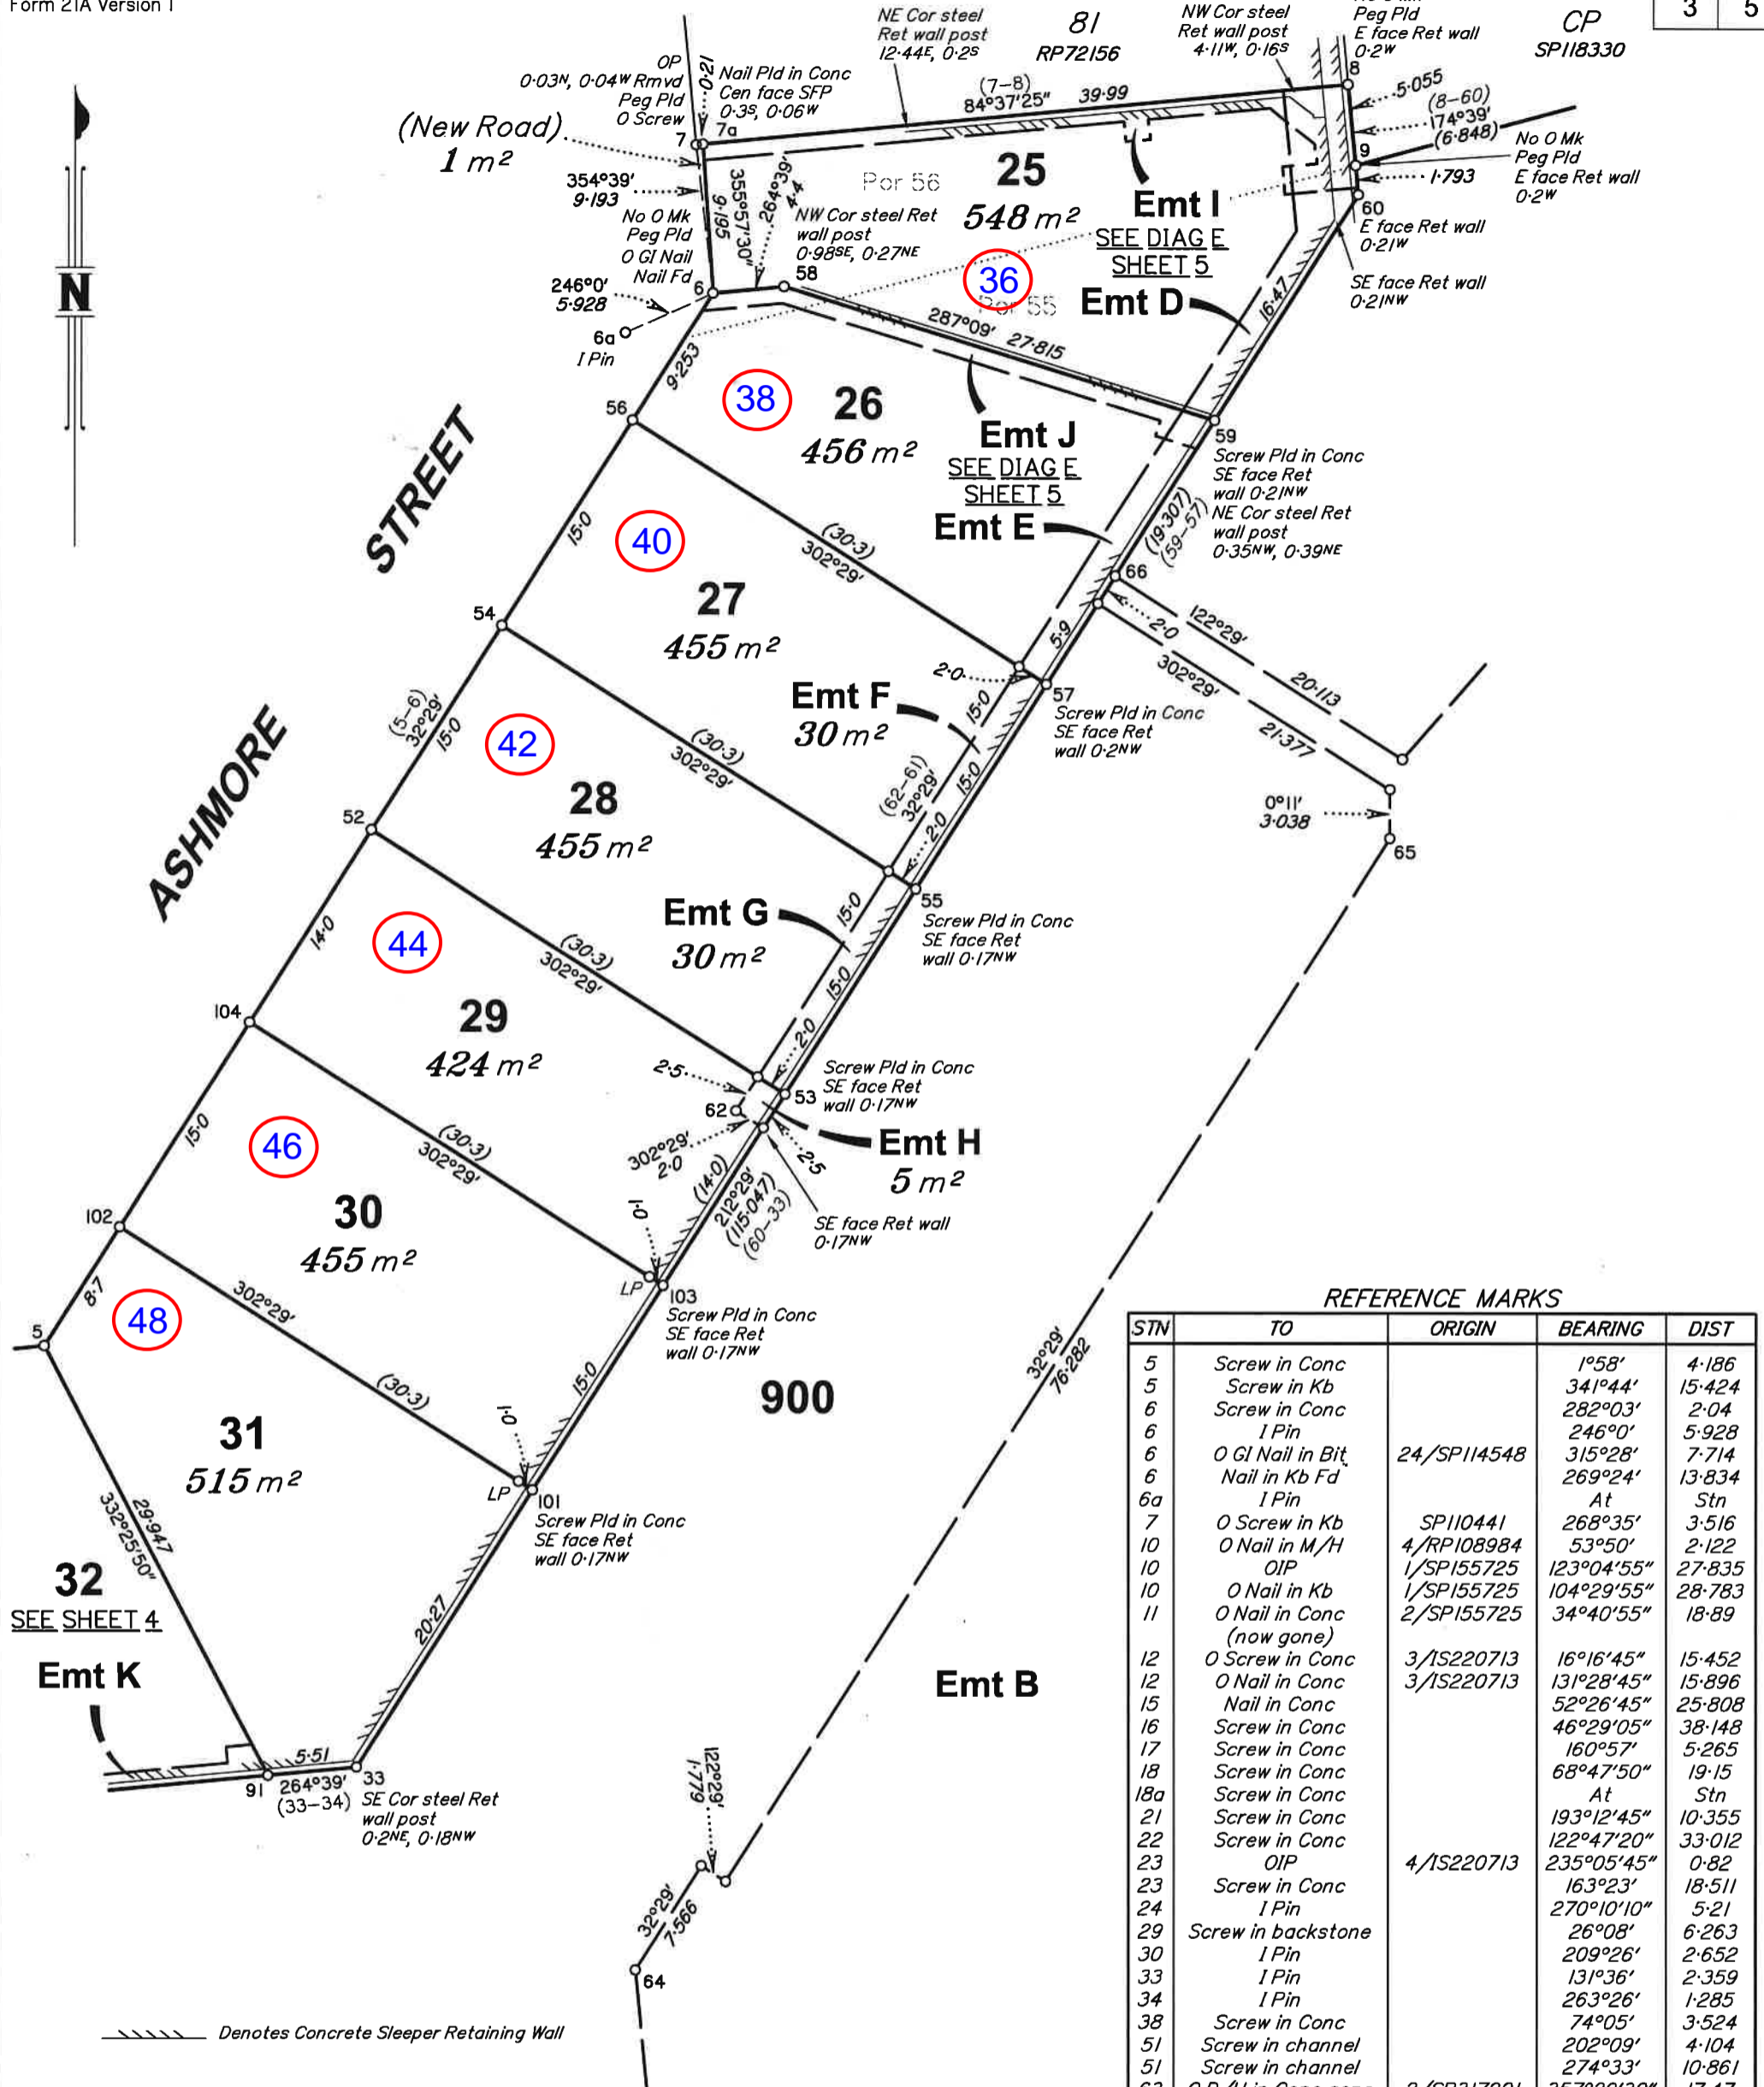 Form 21A Version 1
3 5
NE Cor steel
Ret wall post
12·44E, 0·2S
81
RP72156
NW Cor steel
Ret wall post
4·11W, 0·16S
Peg Pld
E face Ret wall
0·2W
CP
SP118330
OP
0·03N, 0·04W Rmvd
Peg Pld
O Screw
7
0·21
Nail Pld in Conc
Cen face SFP
0·3S, 0·06W
7a
(7-8)
84°37'25" 39·99
8
5·055
(8-60)
174°39'
(6·848)
No O Mk
Peg Pld
E face Ret wall
0·2W
9
1·793
60
E face Ret wall
0·21W
SE face Ret wall
0·21NW
(New Road)
1 m²
354°39'
9·193
355°57'30"
9·195
264°39'
4·4
Por 56
25
548 m²
36
Por 55
Emt I
SEE DIAG E
SHEET 5
Emt D
16·47
No O Mk
Peg Pld
O GI Nail
Nail Fd
6
NW Cor steel Ret
wall post
0·98SE, 0·27NE
58
246°0'
5·928
6a
I Pin
N
287°09' 27·815
9·253
56
38
26
456 m²
Emt J
SEE DIAG E
SHEET 5
Emt E
59
Screw Pld in Conc
SE face Ret
wall 0·21NW
NE Cor steel Ret
wall post
0·35NW, 0·39NE
(19·307)
(59-57)
66
ASHMORE STREET
15·0
40
(30·3)
302°29'
27
455 m²
54
2·0
5·9
2·0
122°29'
20·113
302°29'
21·377
57
Screw Pld in Conc
SE face Ret
wall 0·2NW
Emt F
30 m²
15·0
15·0
(62-61)
32°29'
(5-6)
32°29'
15·0
42
(30·3)
302°29'
28
455 m²
52
0°11'
3·038
65
2·0
55
Screw Pld in Conc
SE face Ret
wall 0·17NW
Emt G
30 m²
15·0
15·0
14·0
44
(30·3)
302°29'
29
424 m²
104
2·5
2·0
62
53
Screw Pld in Conc
SE face Ret
wall 0·17NW
Emt H
5 m²
302°29'
2·0
2·5
SE face Ret wall
0·17NW
(14·0)
212°29'
(115·047)
(60-33)
15·0
46
(30·3)
302°29'
30
455 m²
102
1·0
LP
103
Screw Pld in Conc
SE face Ret
wall 0·17NW
8·7
48
302°29'
(30·3)
5
31
515 m²
15·0
1·0
LP
101
Screw Pld in Conc
SE face Ret
wall 0·17NW
900
32°29'
76·282
29·947
332°25'50"
32
SEE SHEET 4
Emt K
20·27
Emt B
5·51
91
264°39'
(33-34)
33
SE Cor steel Ret
wall post
0·2NE, 0·18NW
122°29'
1·779
32°29'
7·566
64
Denotes Concrete Sleeper Retaining Wall
REFERENCE MARKS
STN TO ORIGIN BEARING DIST
5 Screw in Conc 1°58' 4·186
5 Screw in Kb 341°44' 15·424
6 Screw in Conc 282°03' 2·04
6 I Pin 246°0' 5·928
6 O GI Nail in Bit 24/SP114548 315°28' 7·714
6 Nail in Kb Fd 269°24' 13·834
6a I Pin At Stn
7 O Screw in Kb SP110441 268°35' 3·516
10 O Nail in M/H 4/RP108984 53°50' 2·122
10 OIP 1/SP155725 123°04'55" 27·835
10 O Nail in Kb 1/SP155725 104°29'55" 28·783
11 O Nail in Conc 2/SP155725 34°40'55" 18·89
(now gone)
12 O Screw in Conc 3/IS220713 16°16'45" 15·452
12 O Nail in Conc 3/IS220713 131°28'45" 15·896
15 Nail in Conc 52°26'45" 25·808
16 Screw in Conc 46°29'05" 38·148
17 Screw in Conc 160°57' 5·265
18 Screw in Conc 68°47'50" 19·15
18a Screw in Conc At Stn
21 Screw in Conc 193°12'45" 10·355
22 Screw in Conc 122°47'20" 33·012
23 OIP 4/IS220713 235°05'45" 0·82
23 Screw in Conc 163°23' 18·511
24 I Pin 270°10'10" 5·21
29 Screw in backstone 26°08' 6·263
30 I Pin 209°26' 2·652
33 I Pin 131°36' 2·359
34 I Pin 263°26' 1·285
38 Screw in Conc 74°05' 3·524
51 Screw in channel 202°09' 4·104
51 Screw in channel 274°33' 10·861